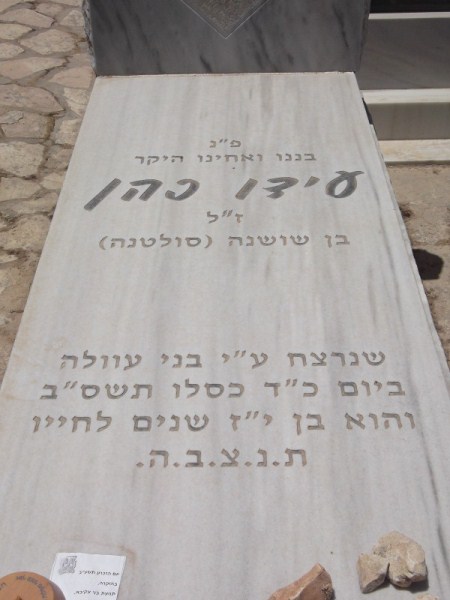 פ"נ
בננו ואחינו היקר
עידו כהן
ז"ל
בן שושנה (סולטנה)
שנרצח ע"י בני עוולה
ביום כ"ד כסלו תשס"ב
והוא בן י"ז שנים לחייו
ת.נ.צ.ב.ה.